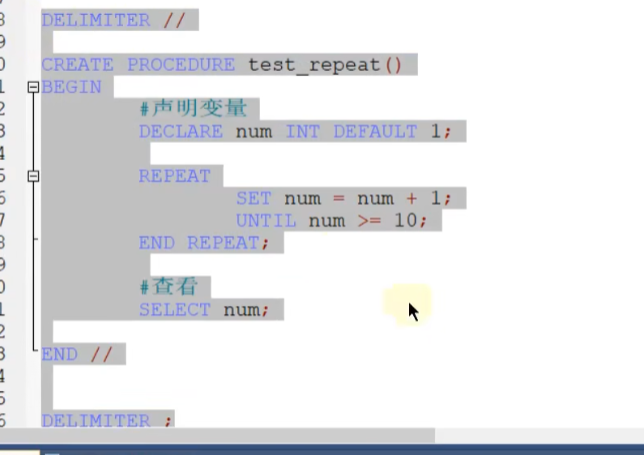 DELIMITER //
CREATE PROCEDURE test_repeat()
BEGIN
#声明变量
DECLARE num INT DEFAULT 1;
REPEAT
SET num = num + 1;
UNTIL num >= 10;
END REPEAT;
#查看
SELECT num;
END //
DELIMITER ;